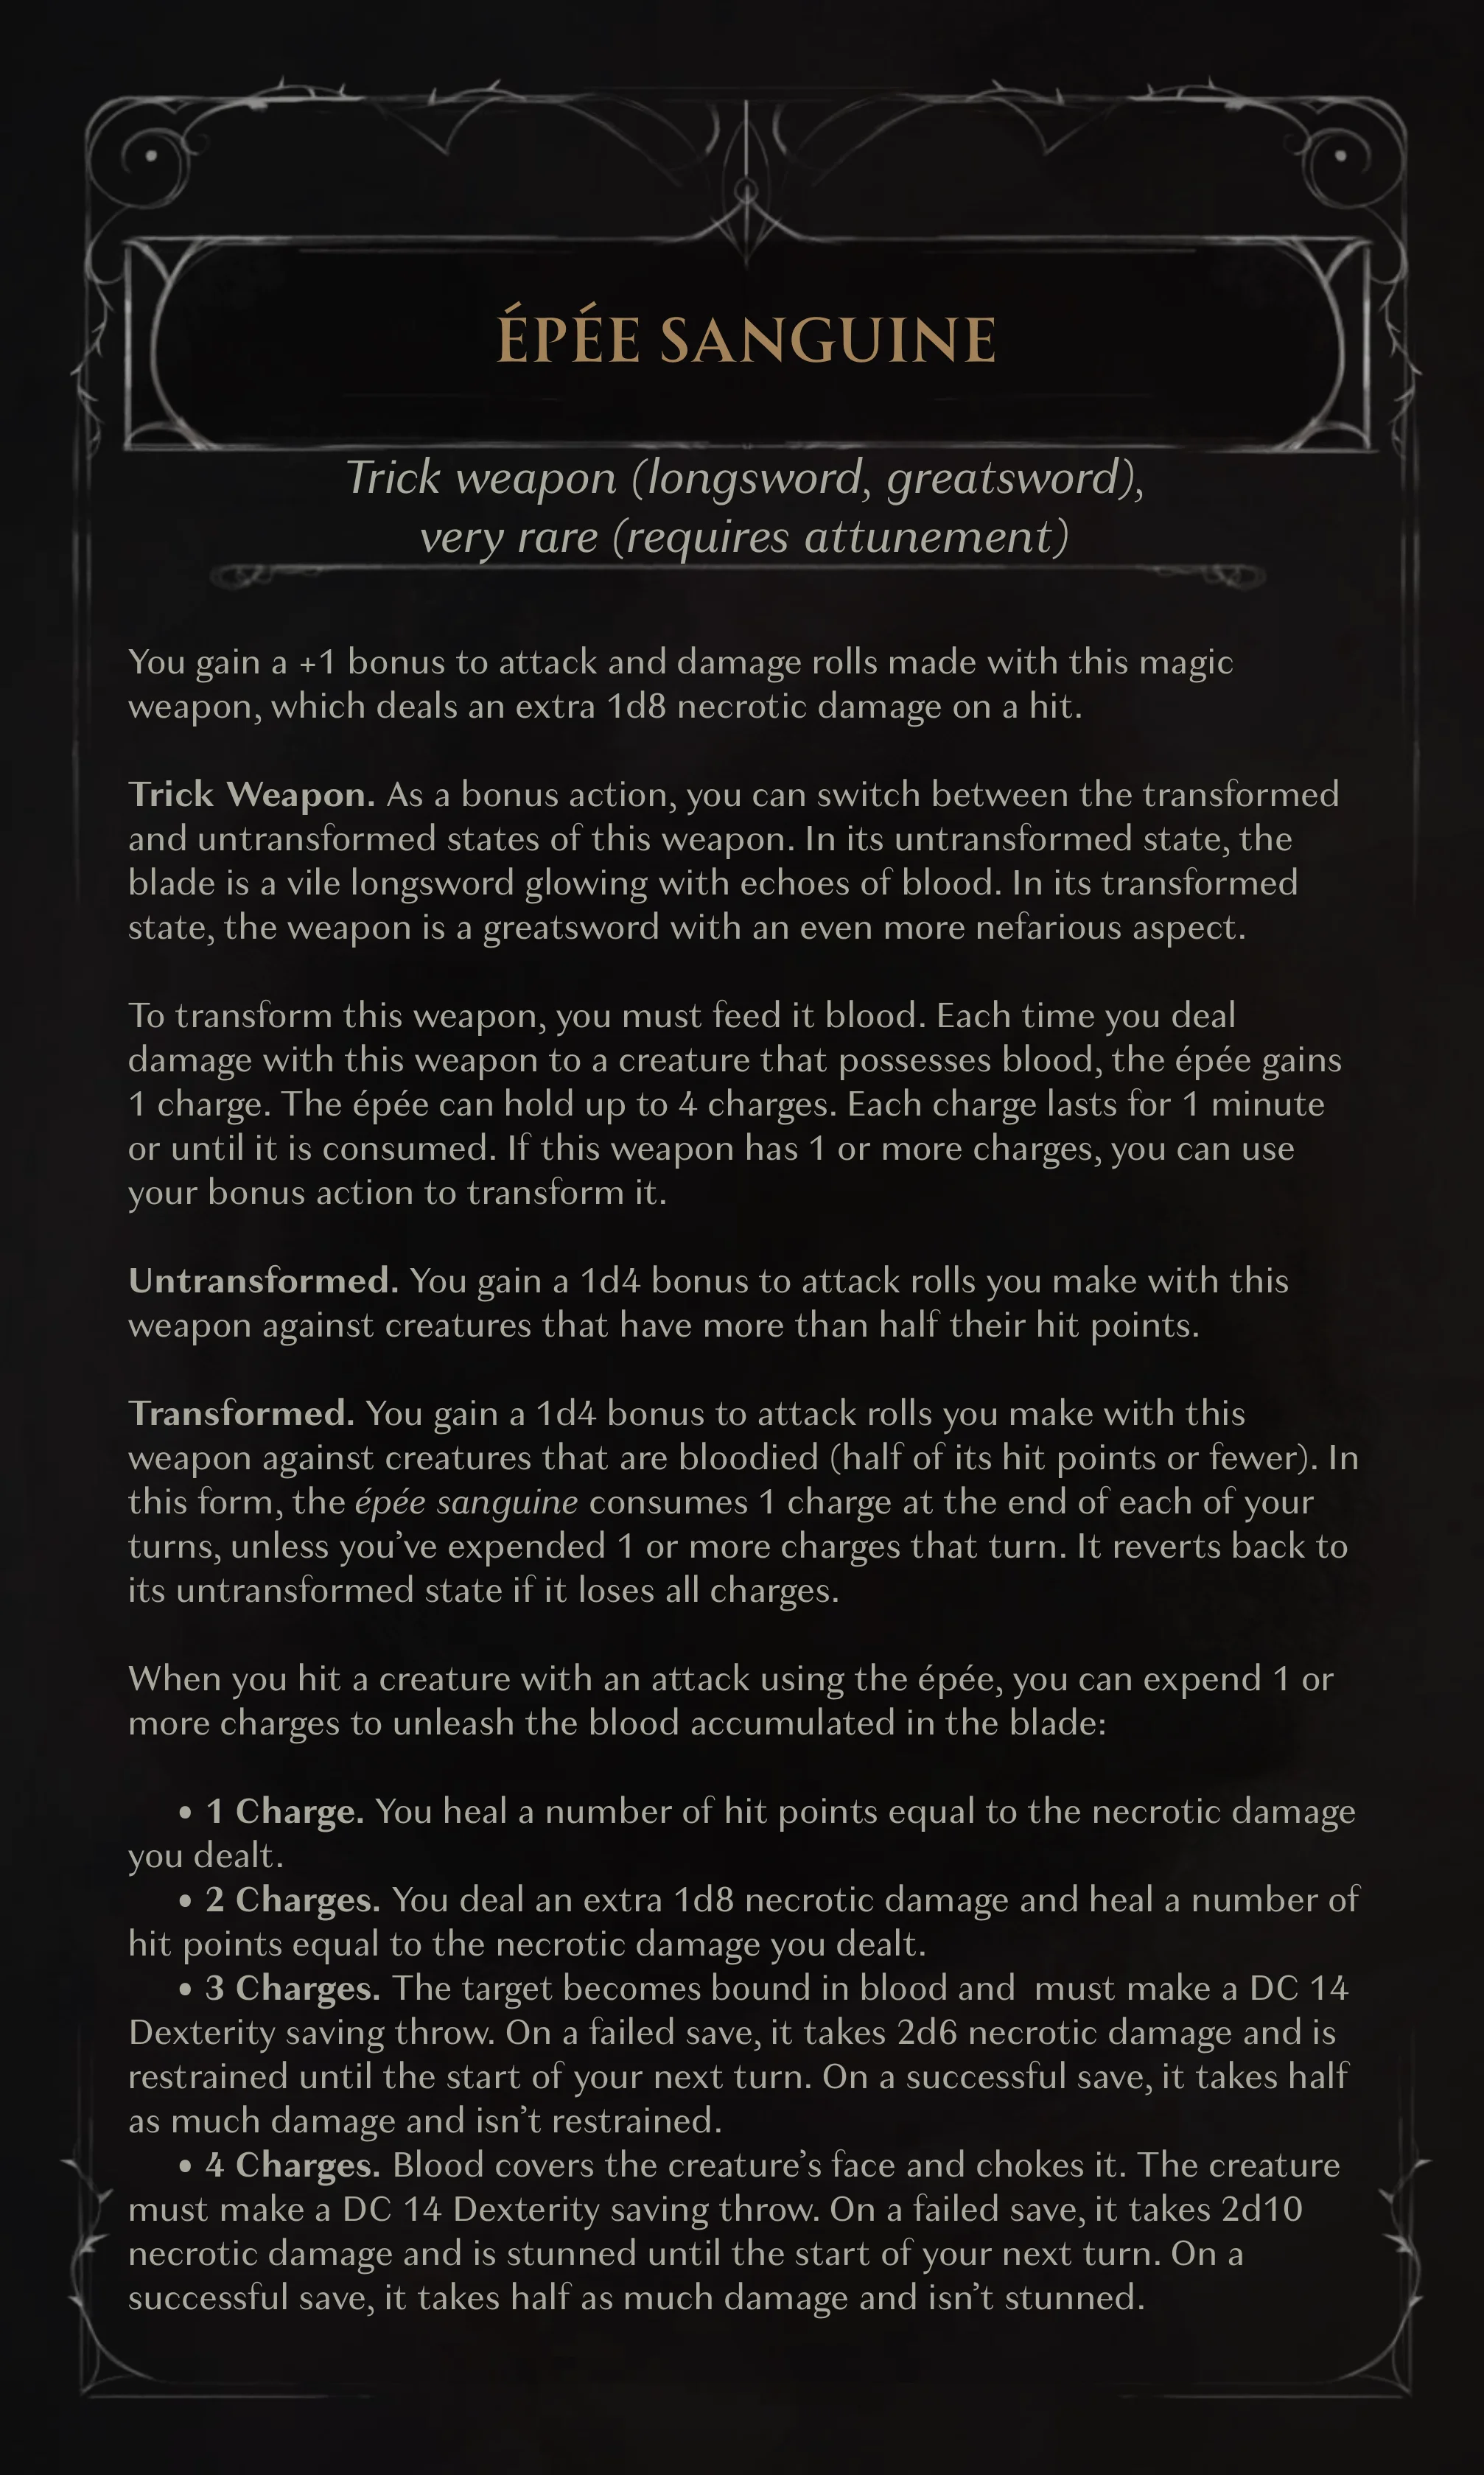 ÉPÉE SANGUINE
Trick weapon (longsword, greatsword),
very rare (requires attunement)
You gain a +1 bonus to attack and damage rolls made with this magic
weapon, which deals an extra 1d8 necrotic damage on a hit.
Trick Weapon. As a bonus action, you can switch between the transformed
and untransformed states of this weapon. In its untransformed state, the
blade is a vile longsword glowing with echoes of blood. In its transformed
state, the weapon is a greatsword with an even more nefarious aspect.
To transform this weapon, you must feed it blood. Each time you deal
damage with this weapon to a creature that possesses blood, the épée gains
1 charge. The épée can hold up to 4 charges. Each charge lasts for 1 minute
or until it is consumed. If this weapon has 1 or more charges, you can use
your bonus action to transform it.
Untransformed. You gain a 1d4 bonus to attack rolls you make with this
weapon against creatures that have more than half their hit points.
Transformed. You gain a 1d4 bonus to attack rolls you make with this
weapon against creatures that are bloodied (half of its hit points or fewer). In
this form, the épée sanguine consumes 1 charge at the end of each of your
turns, unless you’ve expended 1 or more charges that turn. It reverts back to
its untransformed state if it loses all charges.
When you hit a creature with an attack using the épée, you can expend 1 or
more charges to unleash the blood accumulated in the blade:
• 1 Charge. You heal a number of hit points equal to the necrotic damage
you dealt.
• 2 Charges. You deal an extra 1d8 necrotic damage and heal a number of
hit points equal to the necrotic damage you dealt.
• 3 Charges. The target becomes bound in blood and  must make a DC 14
Dexterity saving throw. On a failed save, it takes 2d6 necrotic damage and is
restrained until the start of your next turn. On a successful save, it takes half
as much damage and isn’t restrained.
• 4 Charges. Blood covers the creature’s face and chokes it. The creature
must make a DC 14 Dexterity saving throw. On a failed save, it takes 2d10
necrotic damage and is stunned until the start of your next turn. On a
successful save, it takes half as much damage and isn’t stunned.